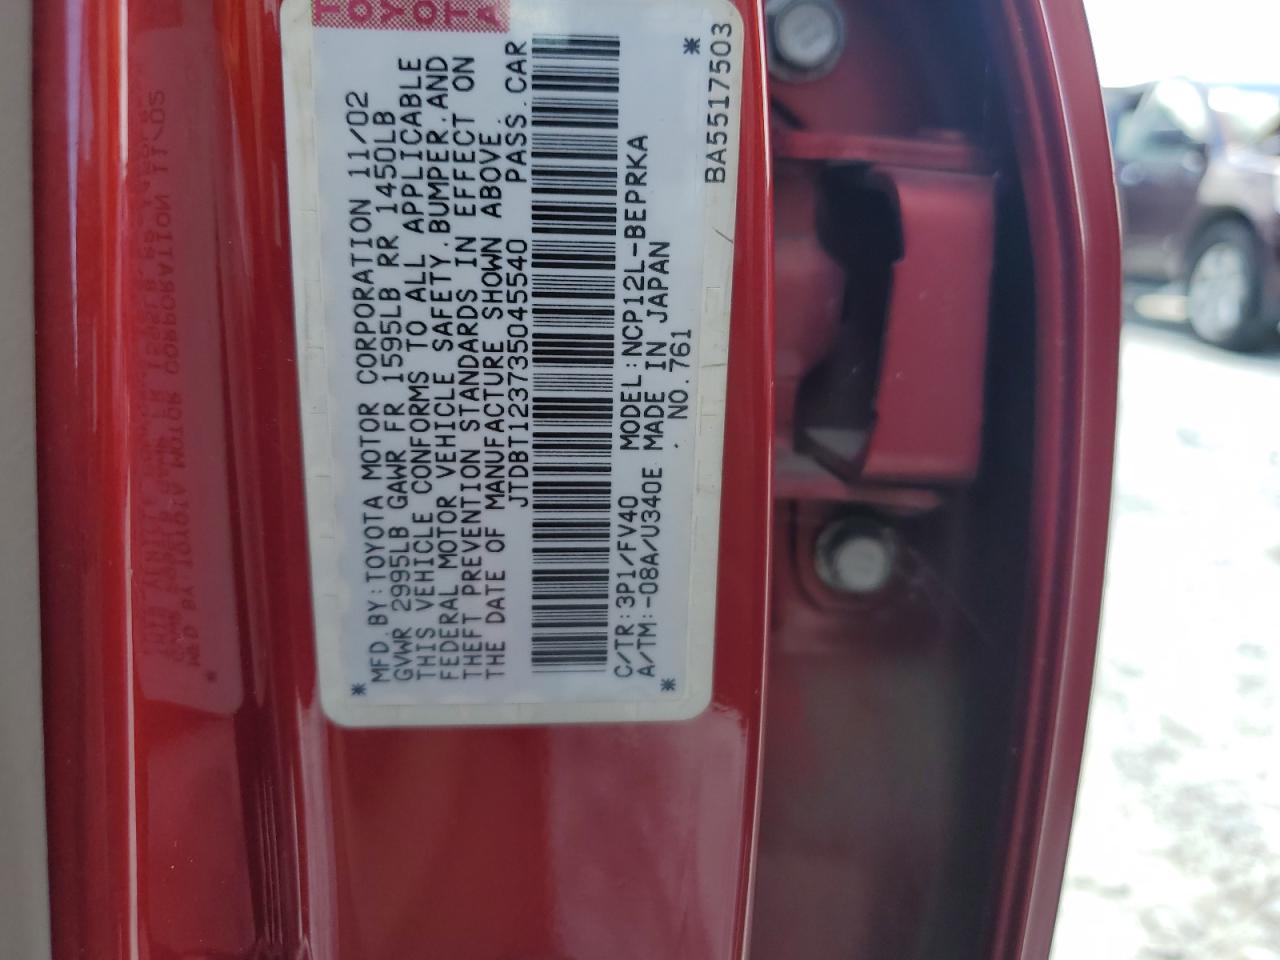 TOYOTA
MFD.BY:TOYOTA MOTOR CORPORATION 11/02
GVWR 2995LB GAWR FR 1595LB RR 1450LB
THIS VEHICLE CONFORMS TO ALL APPLICABLE
FEDERAL MOTOR VEHICLE SAFETY.BUMPER.AND
THEFT PREVENTION STANDARDS IN EFFECT ON
THE DATE OF MANUFACTURE SHOWN ABOVE.
JTDBT123735045540 PASS.CAR
C/TR:3P1/FV40 MODEL:NCP12L-BEPRKA
A/TM:-08A/U340E MADE IN JAPAN
* . NO.761 *
BA5517503
*